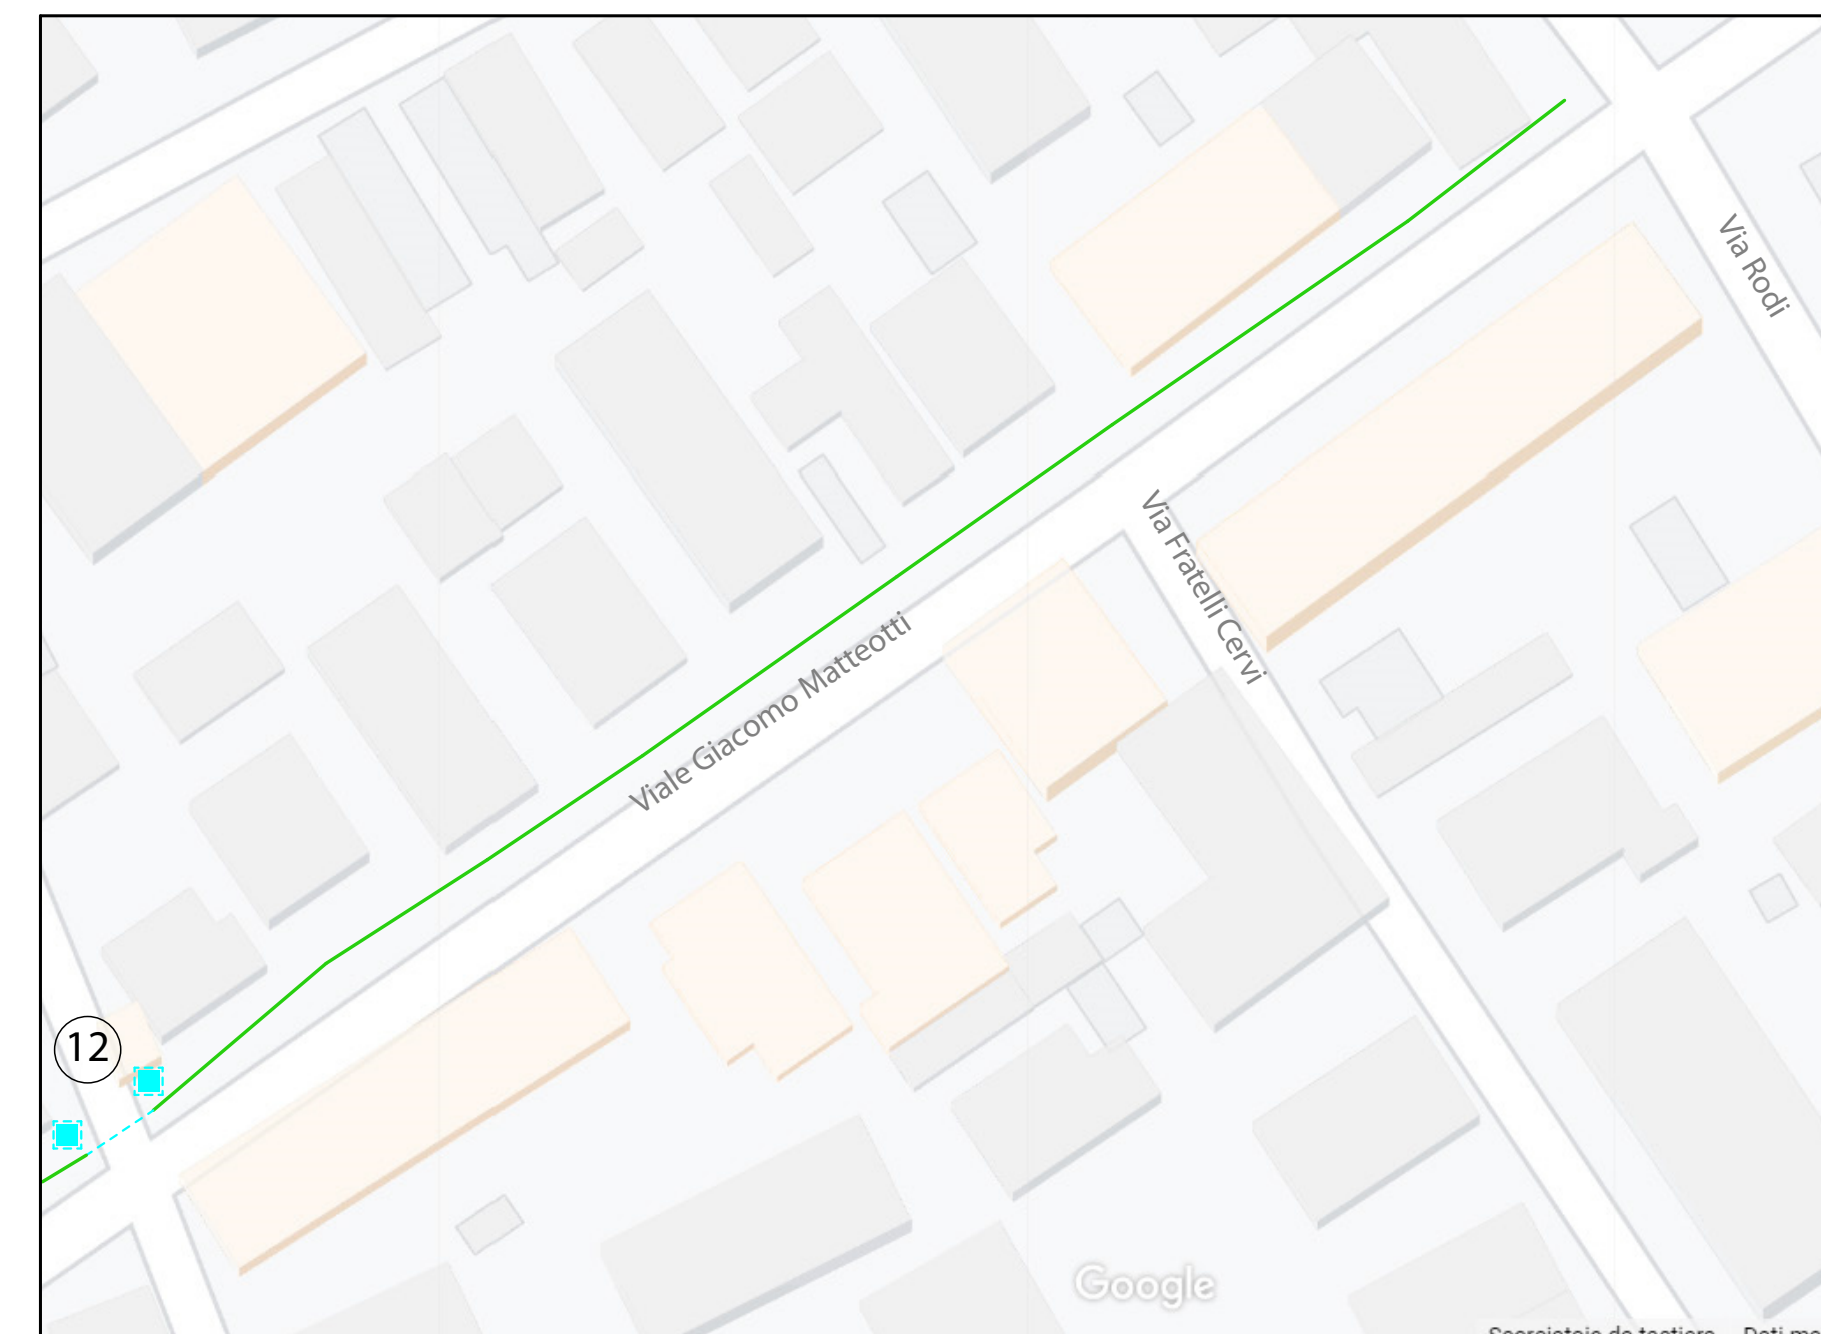 Via Rodi
Via Fratelli Cervi
Viale Giacomo Matteotti
12
Google